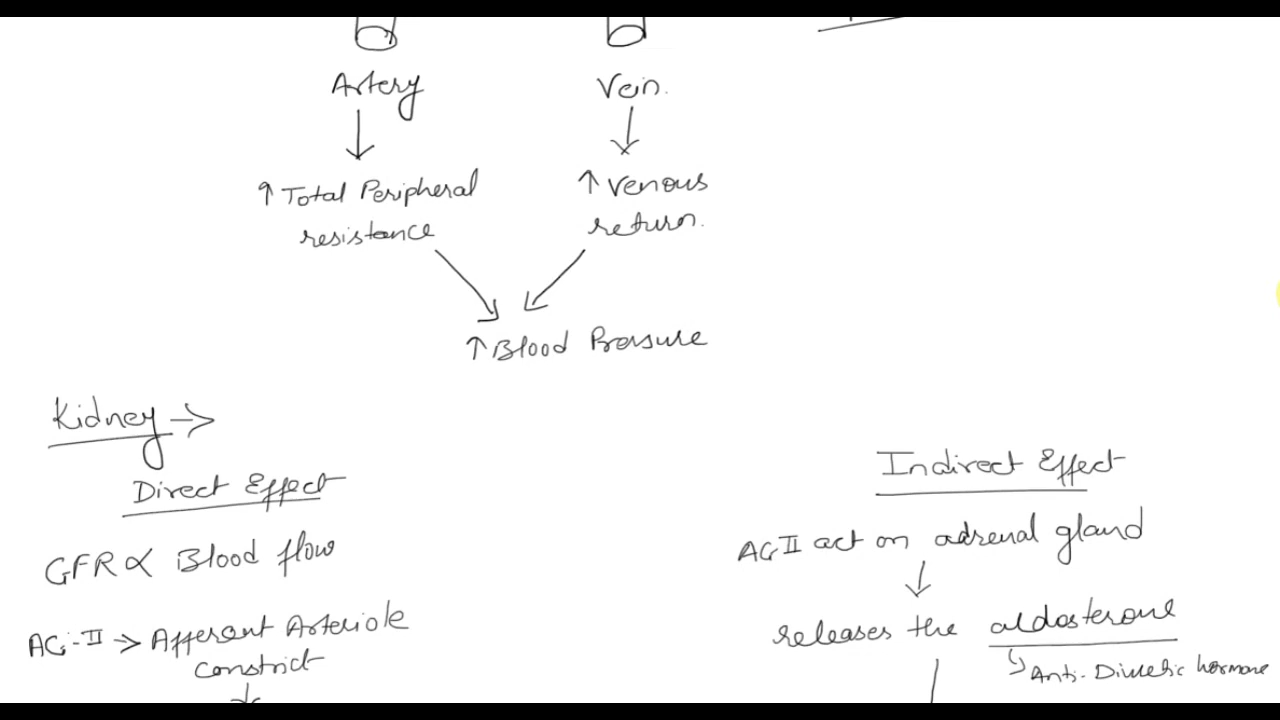 Artery
Vein.
↑ Total Peripheral
resistance
↑ Venous
return.
↑ Blood Pressure
Kidney →
Direct Effect
GFR ∝ Blood flow
AG-II → Afferent Arteriole
Constrict
Indirect Effect
AG II act on adrenal gland
releases the aldosterone
↳ Anti-Diuretic hormone